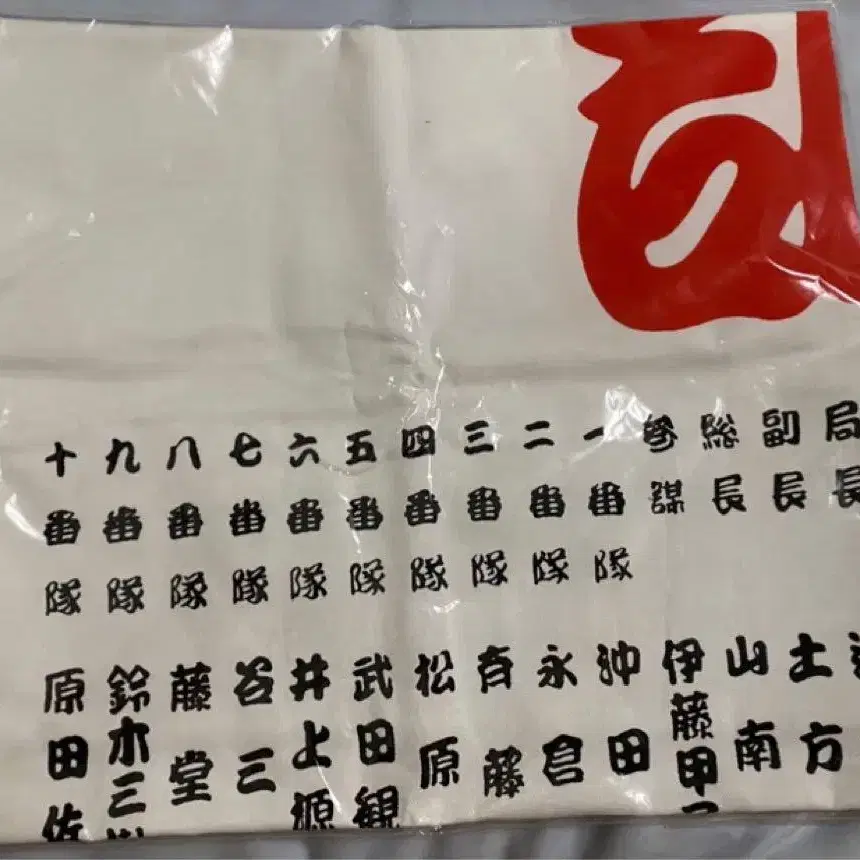 局長
副長 土方
総長 山南
参謀 伊藤甲
一番隊 沖田
二番隊 永倉
三番隊 斉藤
四番隊 松原
五番隊 武田観
六番隊 井上源
七番隊 谷三
八番隊 藤堂
九番隊 鈴木三
十番隊 原田佐